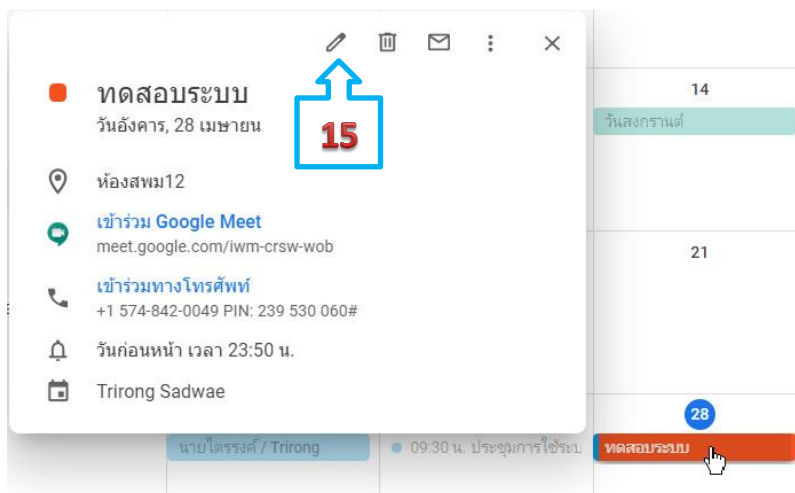 ทดสอบระบบ
วันอังคาร, 28 เมษายน
15
ห้องสพม12
เข้าร่วม Google Meet
meet.google.com/iwm-crsw-wob
เข้าร่วมทางโทรศัพท์
+1 574-842-0049 PIN: 239 530 060#
วันก่อนหน้า เวลา 23:50 น.
Trirong Sadwae
14
วันสงกรานต์
21
28
นายไตรรงค์ / Trirong
09:30 น. ประชุมการใช้ระบ
ทดสอบระบบ